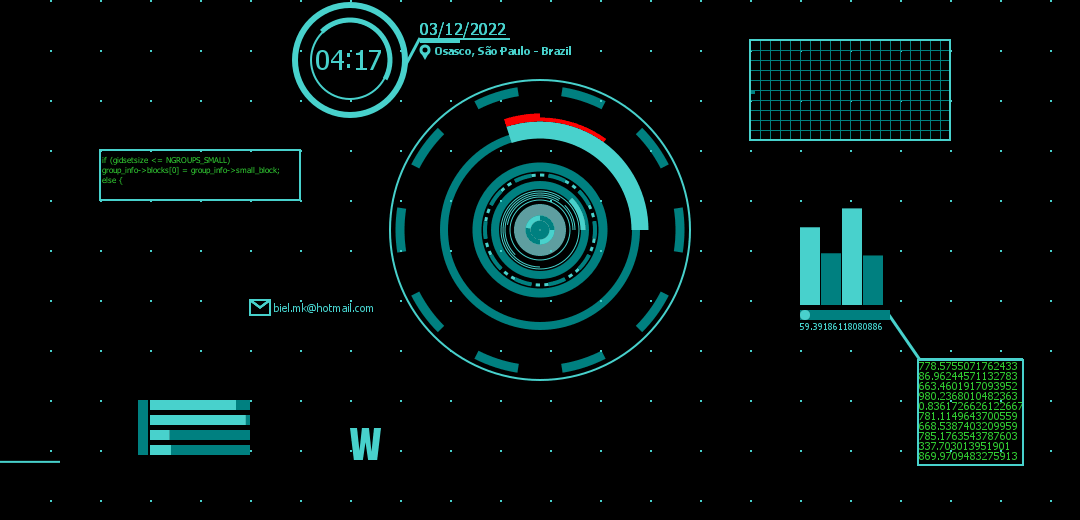 03/12/2022
04:17
Osasco, São Paulo - Brazil
if (gidsetsize <= NGROUPS_SMALL)
group_info->blocks[0] = group_info->small_block;
else {
biel.mk@hotmail.com
59.39186118080886
778.5755071762433
86.96244571132783
663.4601917093952
980.2368010482363
0.8361726626122667
781.1149643700559
668.5387403209959
785.1763543787603
337.703013951901
869.9709483275913
W